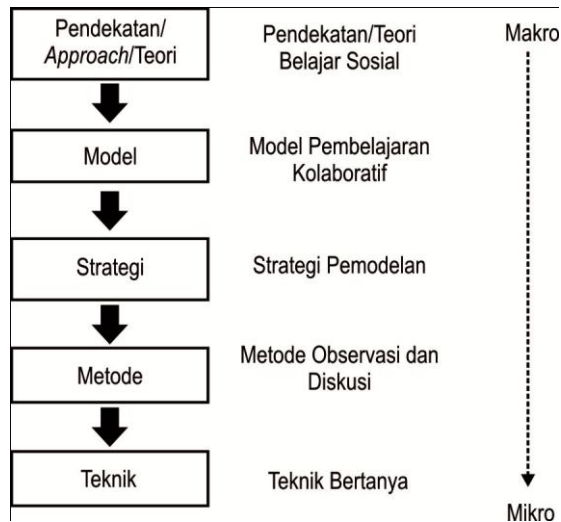 Pendekatan/
Approach/Teori
Pendekatan/Teori
Belajar Sosial
Makro
Model
Model Pembelajaran
Kolaboratif
Strategi
Strategi Pemodelan
Metode
Metode Observasi dan
Diskusi
Teknik
Teknik Bertanya
Mikro